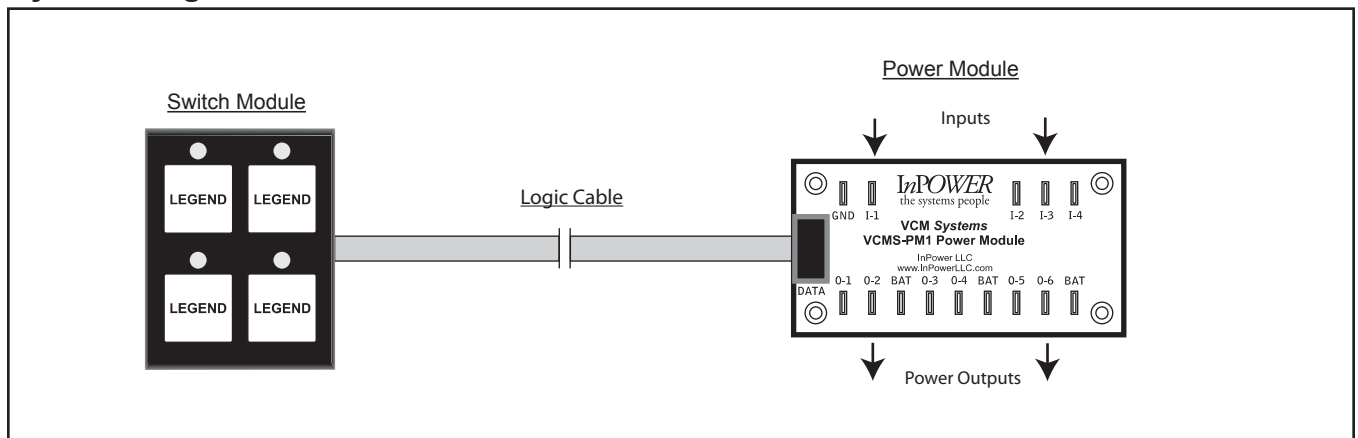 Power Module
Switch Module
Inputs
LEGEND LEGEND
Logic Cable
InPOWER
the systems people
GND I-1 I-2 I-3 I-4
VCM Systems
VCMS-PM1 Power Module
InPower LLC
www.InPowerLLC.com
DATA 0-1 0-2 BAT 0-3 0-4 BAT 0-5 0-6 BAT
LEGEND LEGEND
Power Outputs